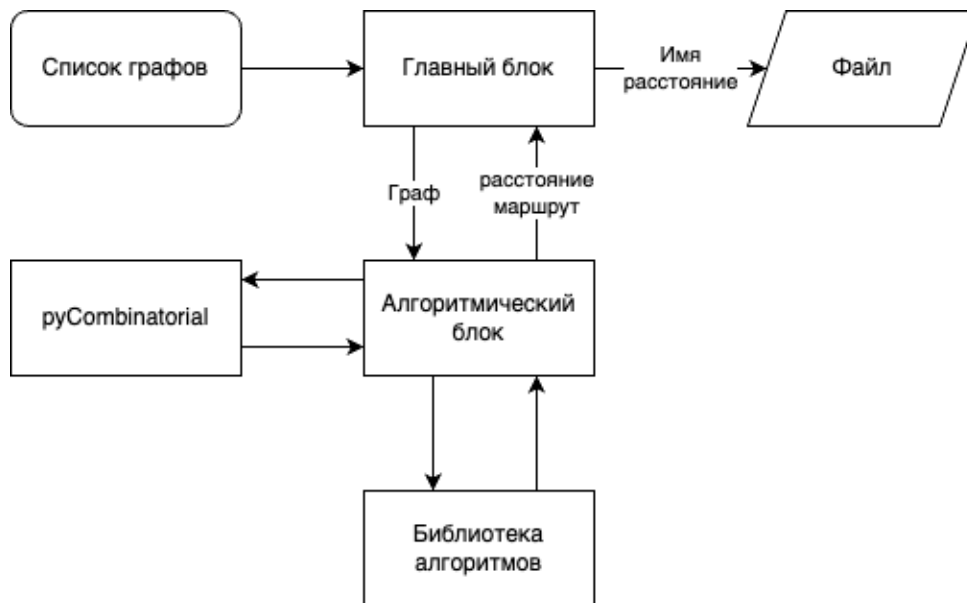 Список графов
Главный блок
Имя
расстояние
Файл
Граф
расстояние
маршрут
pyCombinatorial
Алгоритмический
блок
Библиотека
алгоритмов